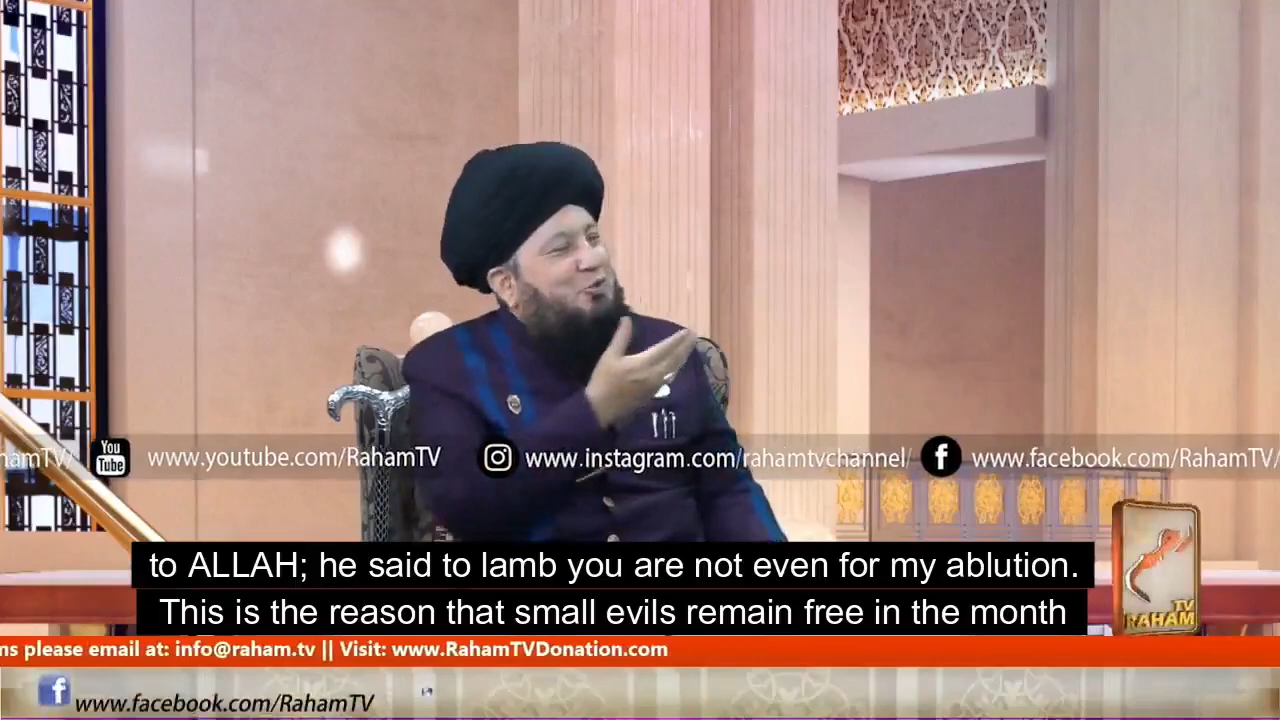 hamTV/ You Tube www.youtube.com/RahamTV www.instagram.com/rahamtvchannel/ f www.facebook.com/RahamTV/
to ALLAH; he said to lamb you are not even for my ablution.
This is the reason that small evils remain free in the month
TV
RAHAM
ms please email at: info@raham.tv || Visit: www.RahamTVDonation.com
f www.facebook.com/RahamTV